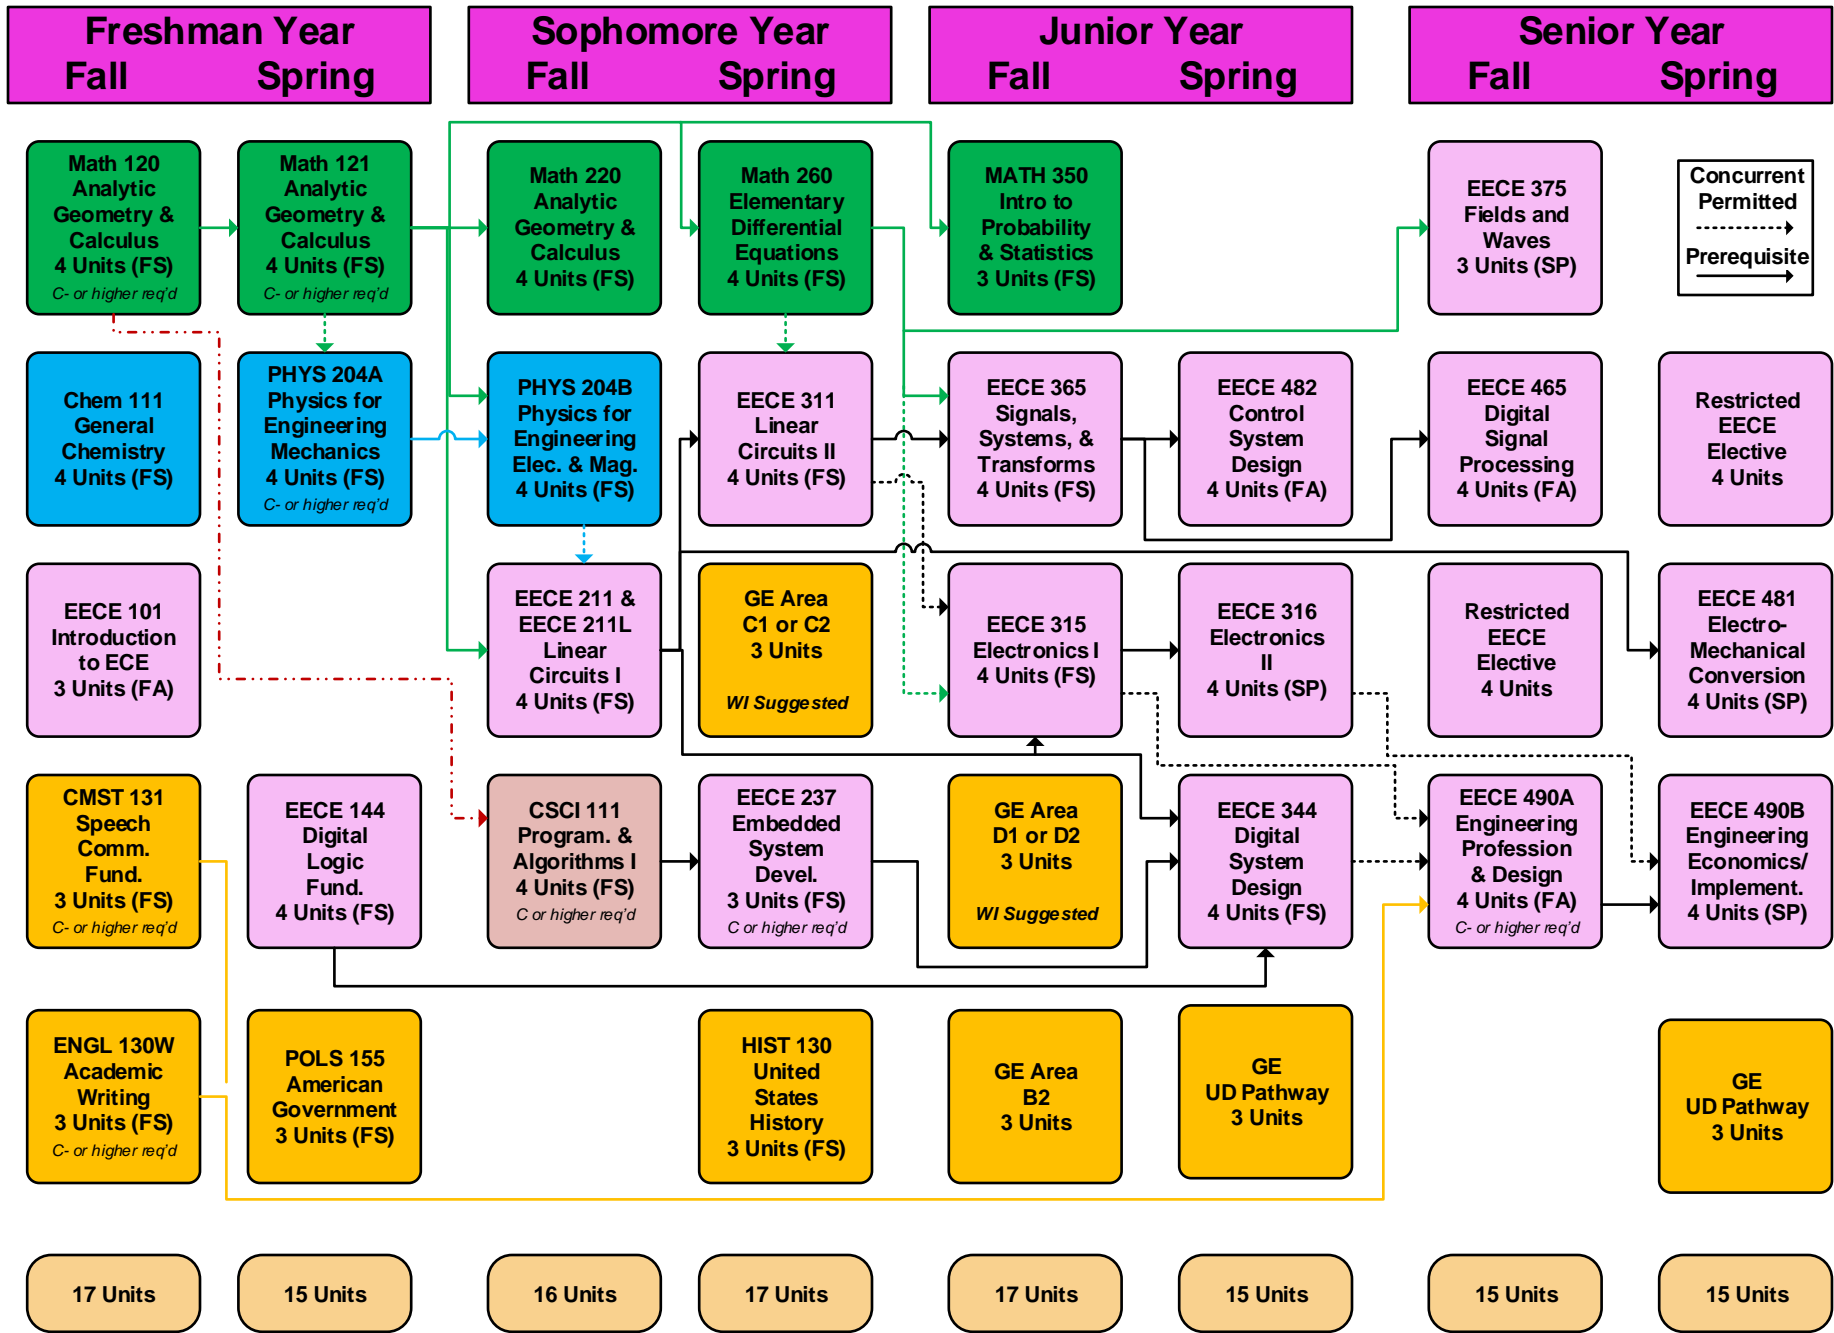 Freshman Year
Fall Spring
Sophomore Year
Fall Spring
Junior Year
Fall Spring
Senior Year
Fall Spring
Math 120
Analytic
Geometry &
Calculus
4 Units (FS)
C- or higher req'd
Math 121
Analytic
Geometry &
Calculus
4 Units (FS)
C- or higher req'd
Math 220
Analytic
Geometry &
Calculus
4 Units (FS)
Math 260
Elementary
Differential
Equations
4 Units (FS)
MATH 350
Intro to
Probability
& Statistics
3 Units (FS)
EECE 375
Fields and
Waves
3 Units (SP)
Concurrent
Permitted
Prerequisite
Chem 111
General
Chemistry
4 Units (FS)
PHYS 204A
Physics for
Engineering
Mechanics
4 Units (FS)
C- or higher req'd
PHYS 204B
Physics for
Engineering
Elec. & Mag.
4 Units (FS)
EECE 311
Linear
Circuits II
4 Units (FS)
EECE 365
Signals,
Systems, &
Transforms
4 Units (FS)
EECE 482
Control
System
Design
4 Units (FA)
EECE 465
Digital
Signal
Processing
4 Units (FA)
Restricted
EECE
Elective
4 Units
EECE 101
Introduction
to ECE
3 Units (FA)
EECE 211 &
EECE 211L
Linear
Circuits I
4 Units (FS)
GE Area
C1 or C2
3 Units
WI Suggested
EECE 315
Electronics I
4 Units (FS)
EECE 316
Electronics
II
4 Units (SP)
Restricted
EECE
Elective
4 Units
EECE 481
Electro-
Mechanical
Conversion
4 Units (SP)
CMST 131
Speech
Comm.
Fund.
3 Units (FS)
C- or higher req'd
EECE 144
Digital
Logic
Fund.
4 Units (FS)
CSCI 111
Program. &
Algorithms I
4 Units (FS)
C or higher req'd
EECE 237
Embedded
System
Devel.
3 Units (FS)
C or higher req'd
GE Area
D1 or D2
3 Units
WI Suggested
EECE 344
Digital
System
Design
4 Units (FS)
EECE 490A
Engineering
Profession
& Design
4 Units (FA)
C- or higher req'd
EECE 490B
Engineering
Economics/
Implement.
4 Units (SP)
ENGL 130W
Academic
Writing
3 Units (FS)
C- or higher req'd
POLS 155
American
Government
3 Units (FS)
HIST 130
United
States
History
3 Units (FS)
GE Area
B2
3 Units
GE
UD Pathway
3 Units
GE
UD Pathway
3 Units
17 Units
15 Units
16 Units
17 Units
17 Units
15 Units
15 Units
15 Units